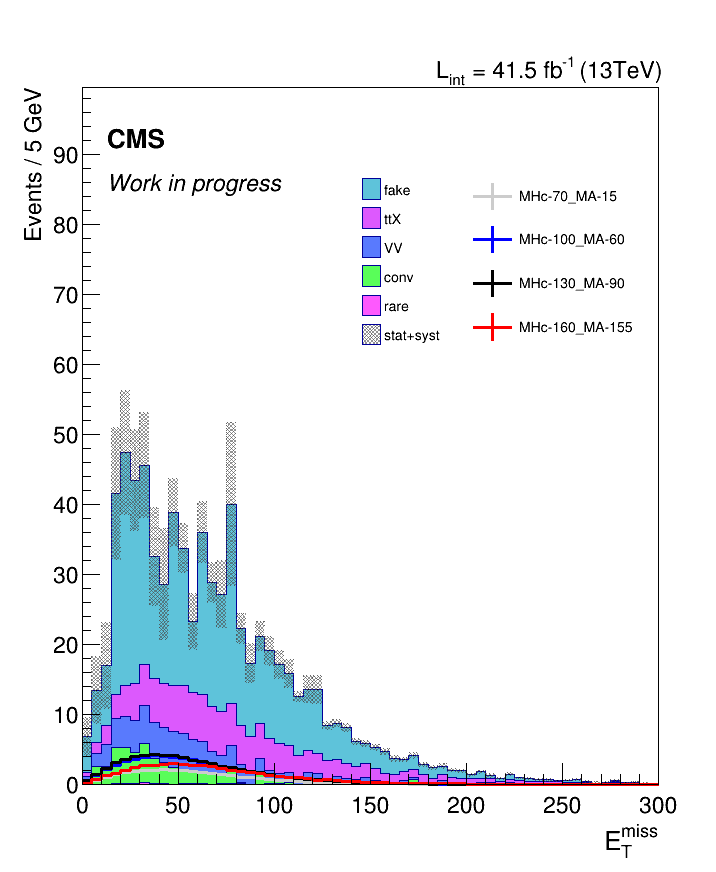 L_int = 41.5 fb^-1 (13TeV)
Events / 5 GeV
CMS
Work in progress
fake
ttX
VV
conv
rare
stat+syst
MHc-70_MA-15
MHc-100_MA-60
MHc-130_MA-90
MHc-160_MA-155
90
80
70
60
50
40
30
20
10
0
0 50 100 150 200 250 300
E_T^miss